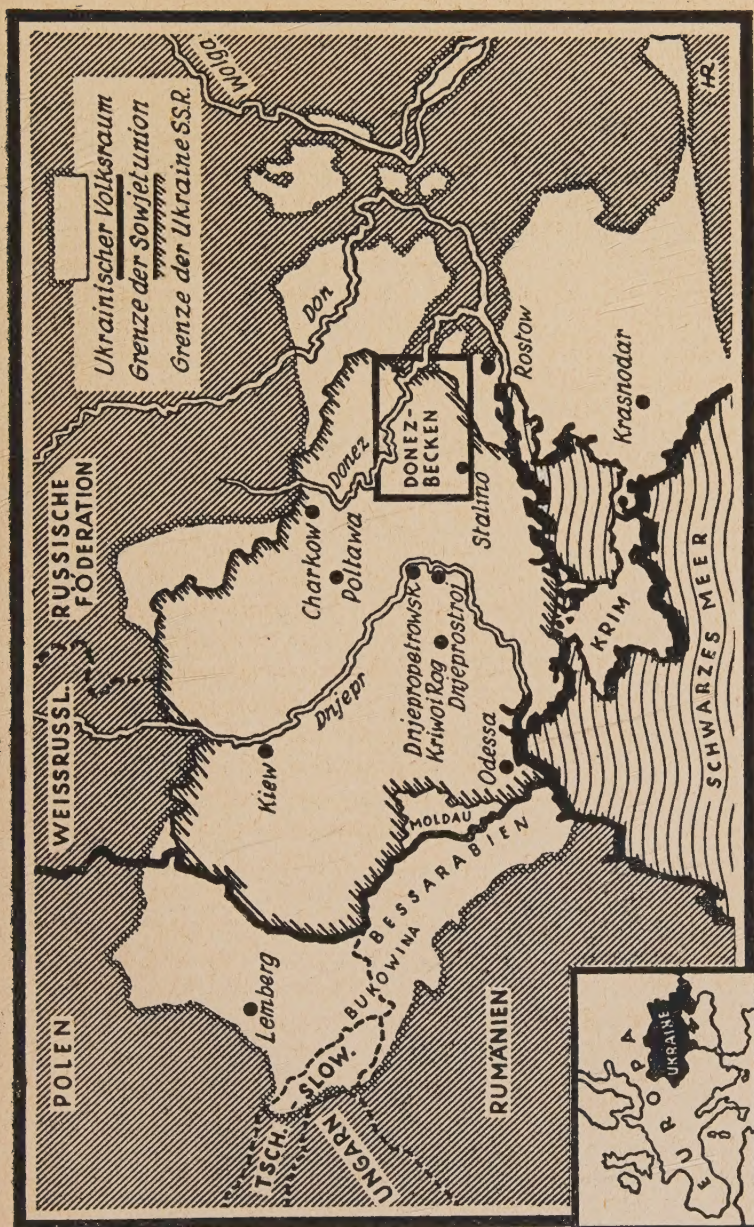 POLEN
WEISSRUSSL.
RUSSISCHE
FÖDERATION
Wolga
Ukrainischer Volksraum
Grenze der Sowjetunion
Grenze der Ukraine S.S.R.
Don
Donez
Charkow
Poltawa
DONEZ-
BECKEN
Stalino
Rostow
Krasnodar
Kiew
Dnjepr
Dnjepropetrowsk
Kriwoi Rog
Dnjeprostroi
Odessa
MOLDAU
Lemberg
BESSARABIEN
BUKOWINA
TSCH.
SLOW.
UNGARN
RUMÄNIEN
KRIM
SCHWARZES MEER
HR
EUROPA
UKRAINE